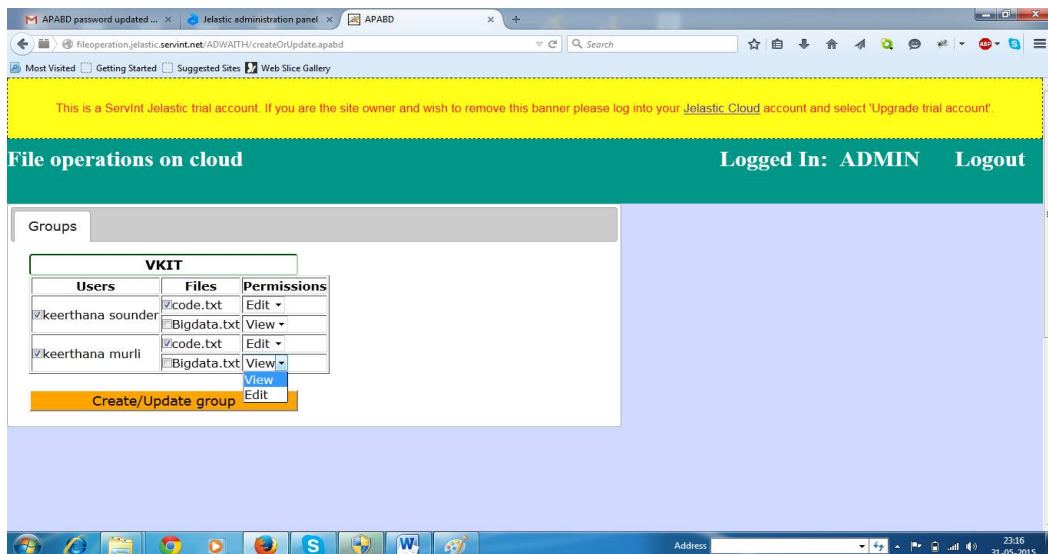 APABD password updated ... × Jelastic administration panel × APABD × +
fileoperation.jelastic.servint.net/ADWAITH/createOrUpdate.apabd Search ABP S
Most Visited Getting Started Suggested Sites Web Slice Gallery
This is a ServInt Jelastic trial account. If you are the site owner and wish to remove this banner please log into your Jelastic Cloud account and select 'Upgrade trial account'.
File operations on cloud Logged In: ADMIN Logout
Groups
VKIT
Users Files Permissions
keerthana sounder code.txt Edit
Bigdata.txt View
keerthana murli code.txt Edit
Bigdata.txt View
View
Edit
Create/Update group
Address 23:16
31-05-2015